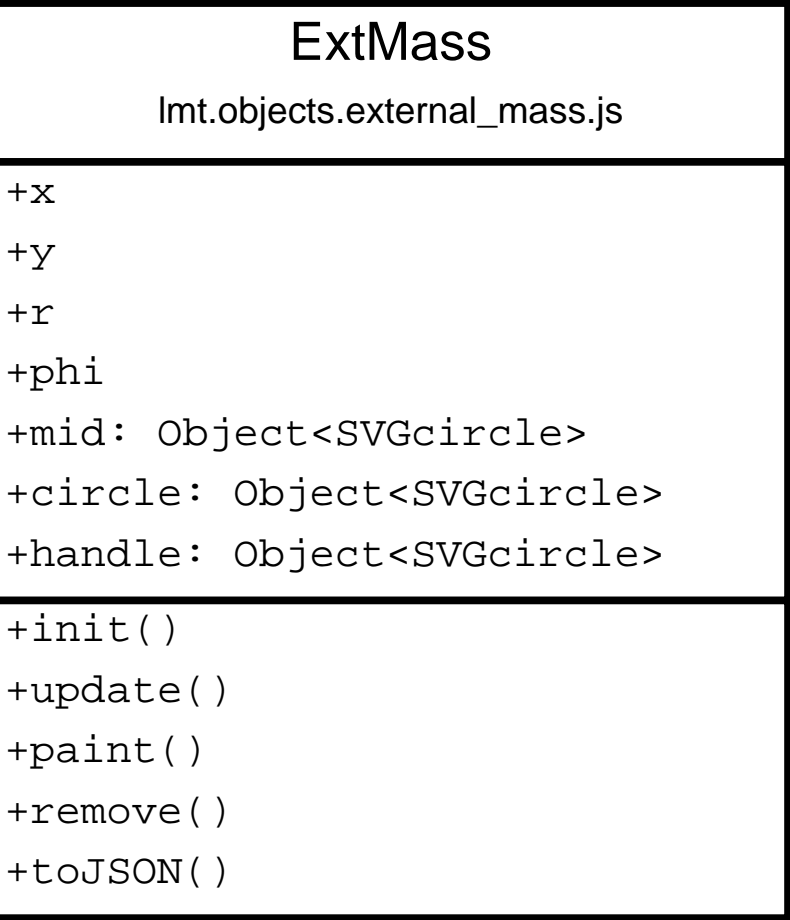 ExtMass
lmt.objects.external_mass.js
+x
+y
+r
+phi
+mid: Object<SVGcircle>
+circle: Object<SVGcircle>
+handle: Object<SVGcircle>
+init()
+update()
+paint()
+remove()
+toJSON()